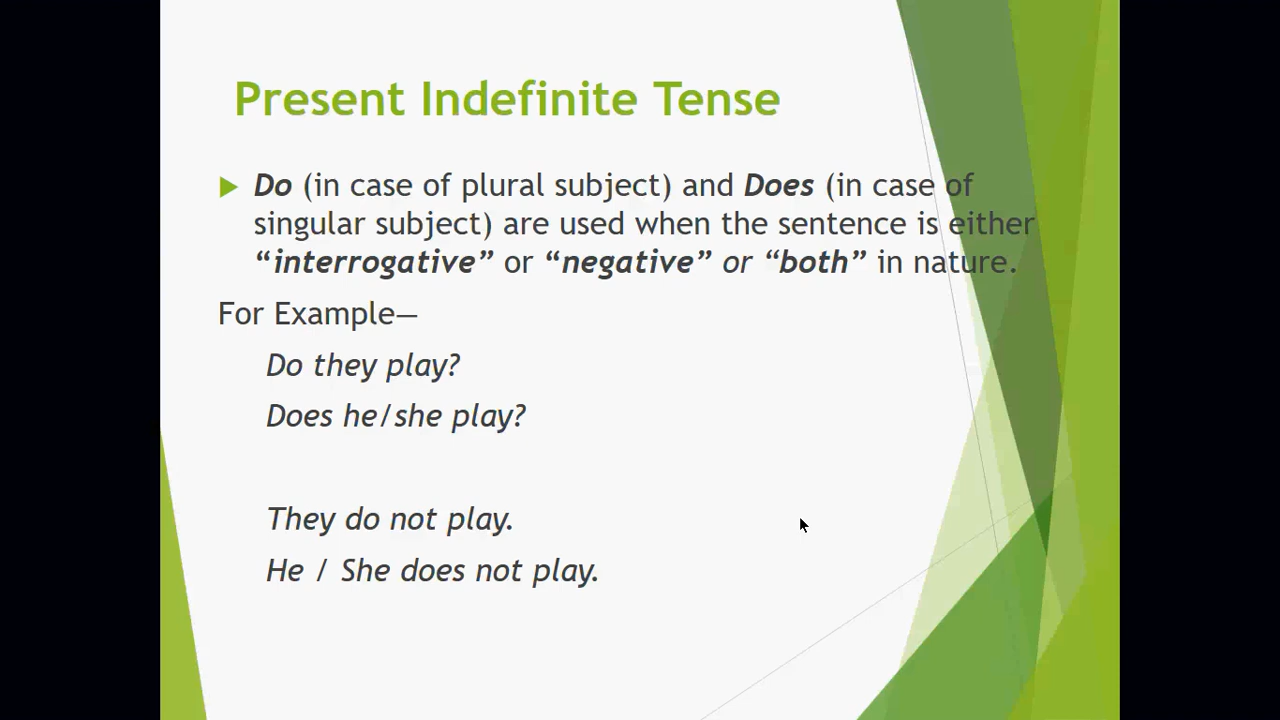 Present Indefinite Tense
Do (in case of plural subject) and Does (in case of
singular subject) are used when the sentence is either
“interrogative” or “negative” or “both” in nature.
For Example—
Do they play?
Does he/she play?
They do not play.
He / She does not play.